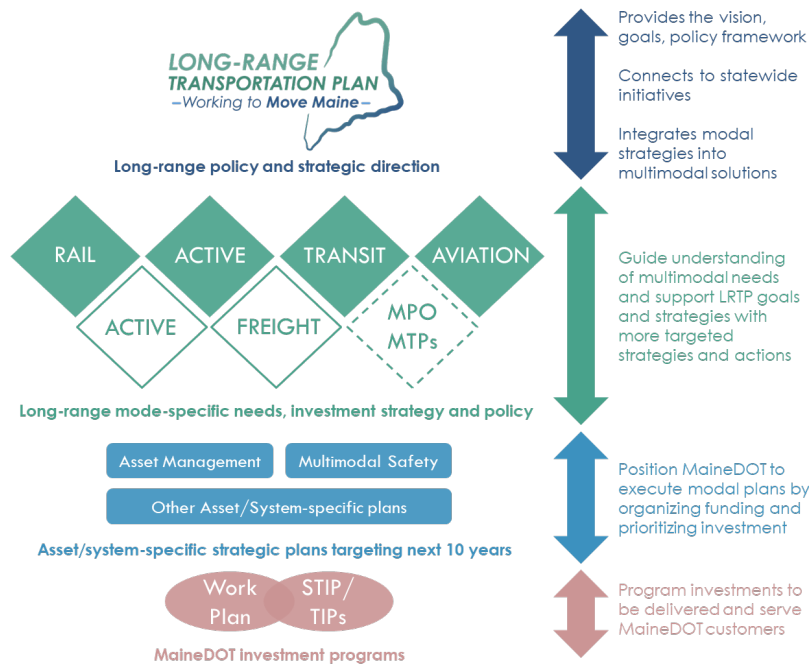 LONG-RANGE
TRANSPORTATION PLAN
–Working to Move Maine–
Long-range policy and strategic direction
Provides the vision,
goals, policy framework
Connects to statewide
initiatives
Integrates modal
strategies into
multimodal solutions
RAIL
ACTIVE
TRANSIT
AVIATION
ACTIVE
FREIGHT
MPO
MTPs
Long-range mode-specific needs, investment strategy and policy
Guide understanding
of multimodal needs
and support LRTP goals
and strategies with
more targeted
strategies and actions
Asset Management
Multimodal Safety
Other Asset/System-specific plans
Asset/system-specific strategic plans targeting next 10 years
Position MaineDOT to
execute modal plans by
organizing funding and
prioritizing investment
Work
Plan
STIP/
TIPs
MaineDOT investment programs
Program investments to
be delivered and serve
MaineDOT customers